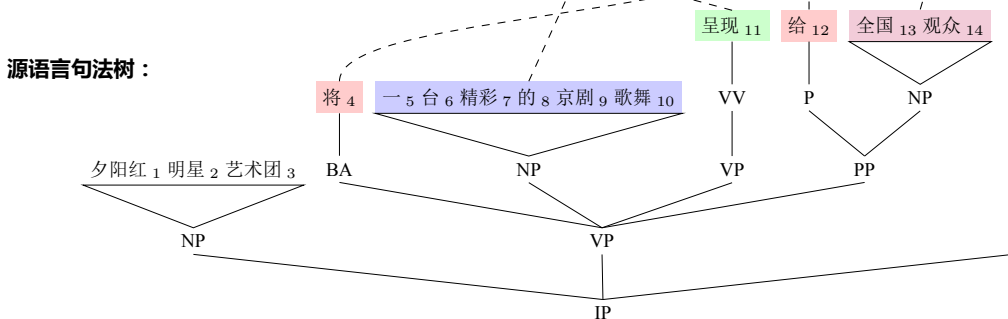 呈现 11 给 12 全国 13 观众 14
源语言句法树：
将 4 一 5 台 6 精彩 7 的 8 京剧 9 歌舞 10 VV P NP
夕阳红 1 明星 2 艺术团 3 BA NP VP PP
NP VP
IP